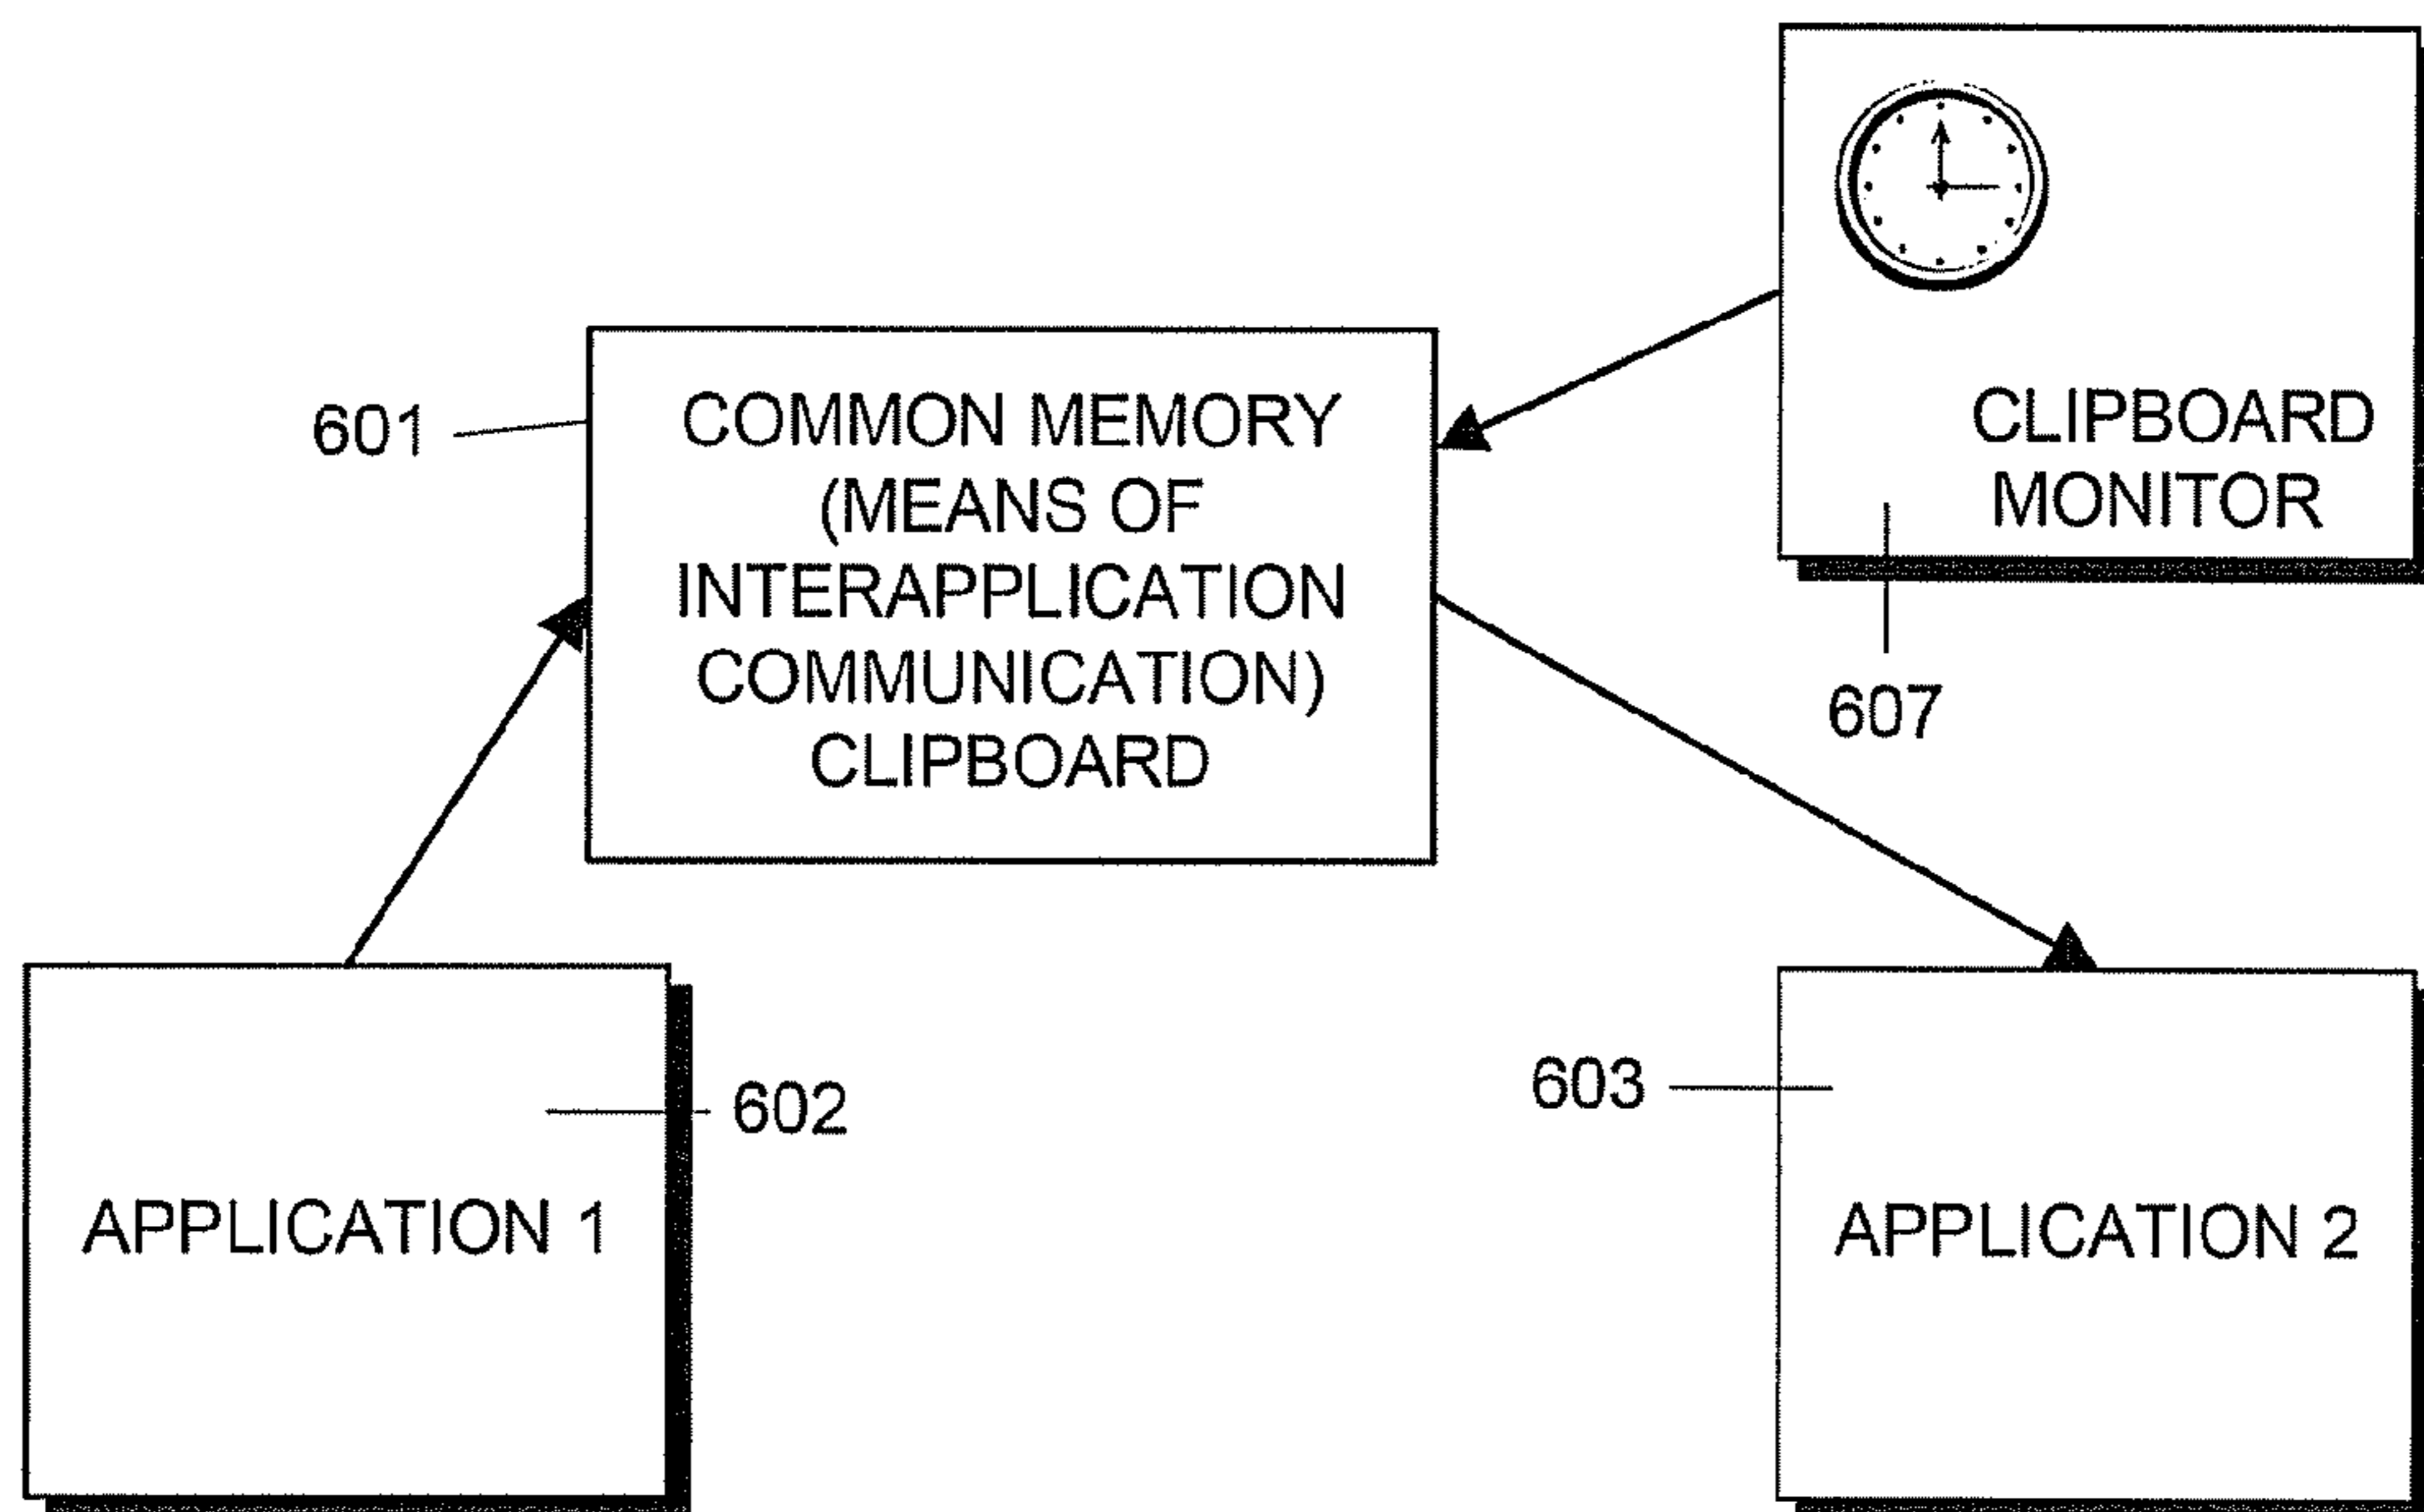 601
COMMON MEMORY
(MEANS OF
INTERAPPLICATION
COMMUNICATION)
CLIPBOARD
CLIPBOARD
MONITOR
607
602
APPLICATION 1
603
APPLICATION 2